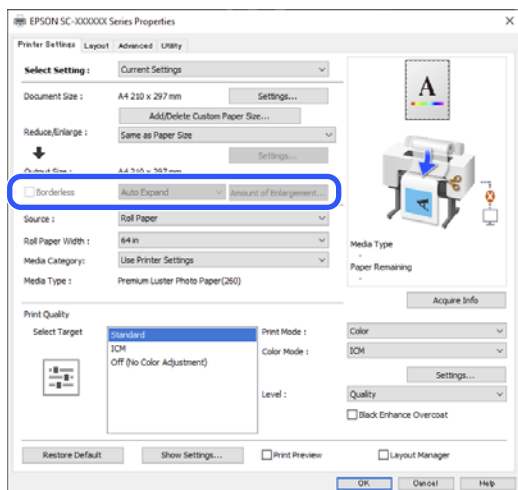 EPSON SC-XXXXXX Series Properties
Printer Settings Layout Advanced Utility
Select Setting : Current Settings
Document Size : A4 210 x 297 mm Settings...
Add/Delete Custom Paper Size...
Reduce/Enlarge : Same as Paper Size
Settings...
Output Size : A4 210 x 297 mm
Borderless Auto Expand Amount of Enlargement...
Source : Roll Paper
Roll Paper Width : 64 in
Media Category: Use Printer Settings
Media Type : Premium Luster Photo Paper(260)
A
Media Type
-
Paper Remaining
-
Acquire Info
Print Quality
Select Target Standard
ICM
Off (No Color Adjustment)
Print Mode : Color
Color Mode : ICM
Settings...
Level : Quality
Black Enhance Overcoat
Restore Default Show Settings... Print Preview Layout Manager
OK Cancel Help